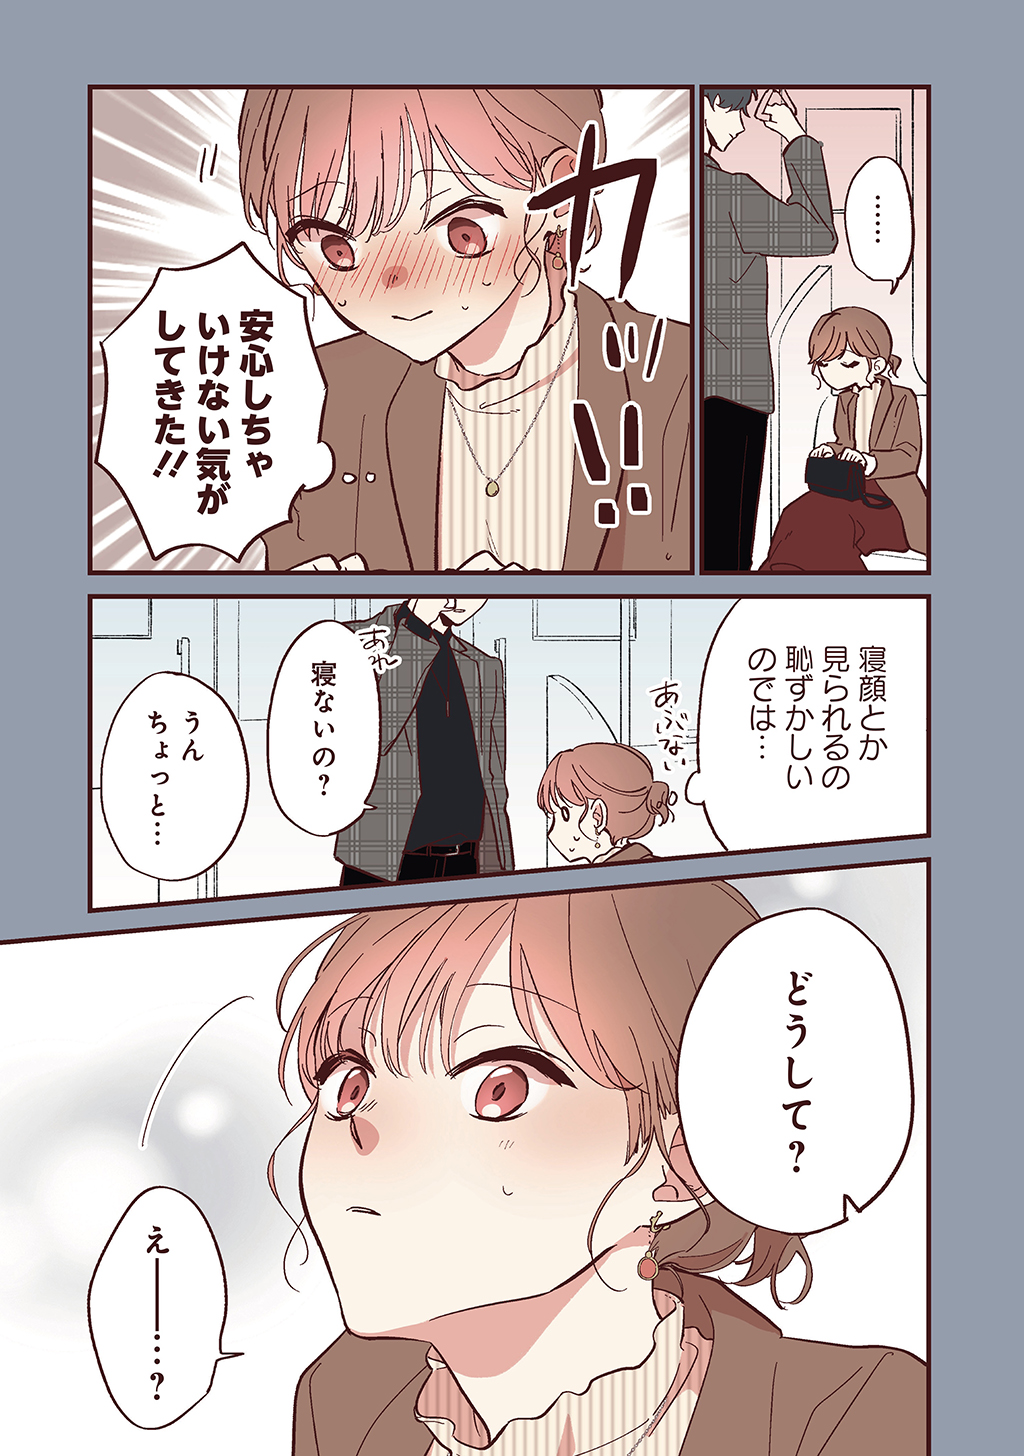 ……
カ
!!
安心しちゃ
いけない気が
してきた!!
寝顔とか
見られるの
恥ずかしい
のでは…
あぶない
あれ
寝ないの?
うん
ちょっと…
どうして?
え――…?